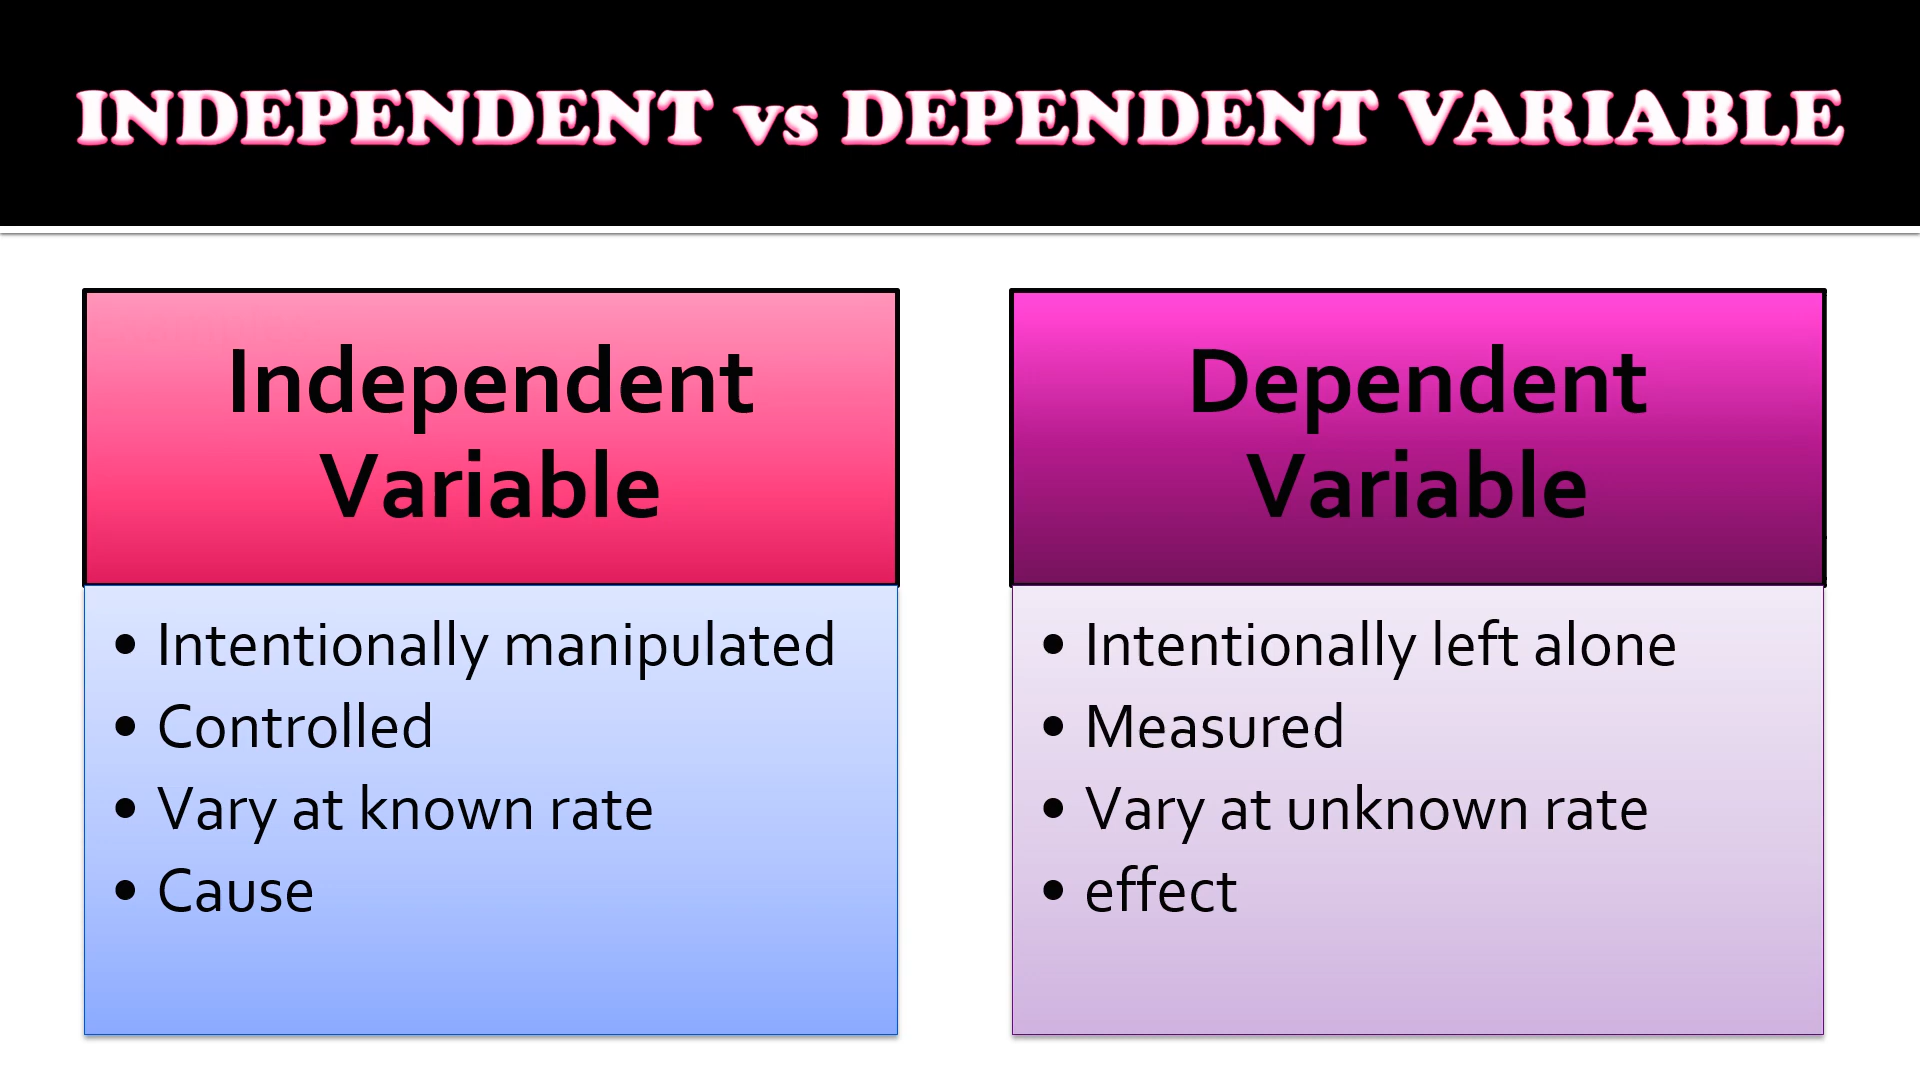 INDEPENDENT vs DEPENDENT VARIABLE
Independent
Variable
• Intentionally manipulated
• Controlled
• Vary at known rate
• Cause
Dependent
Variable
• Intentionally left alone
• Measured
• Vary at unknown rate
• effect